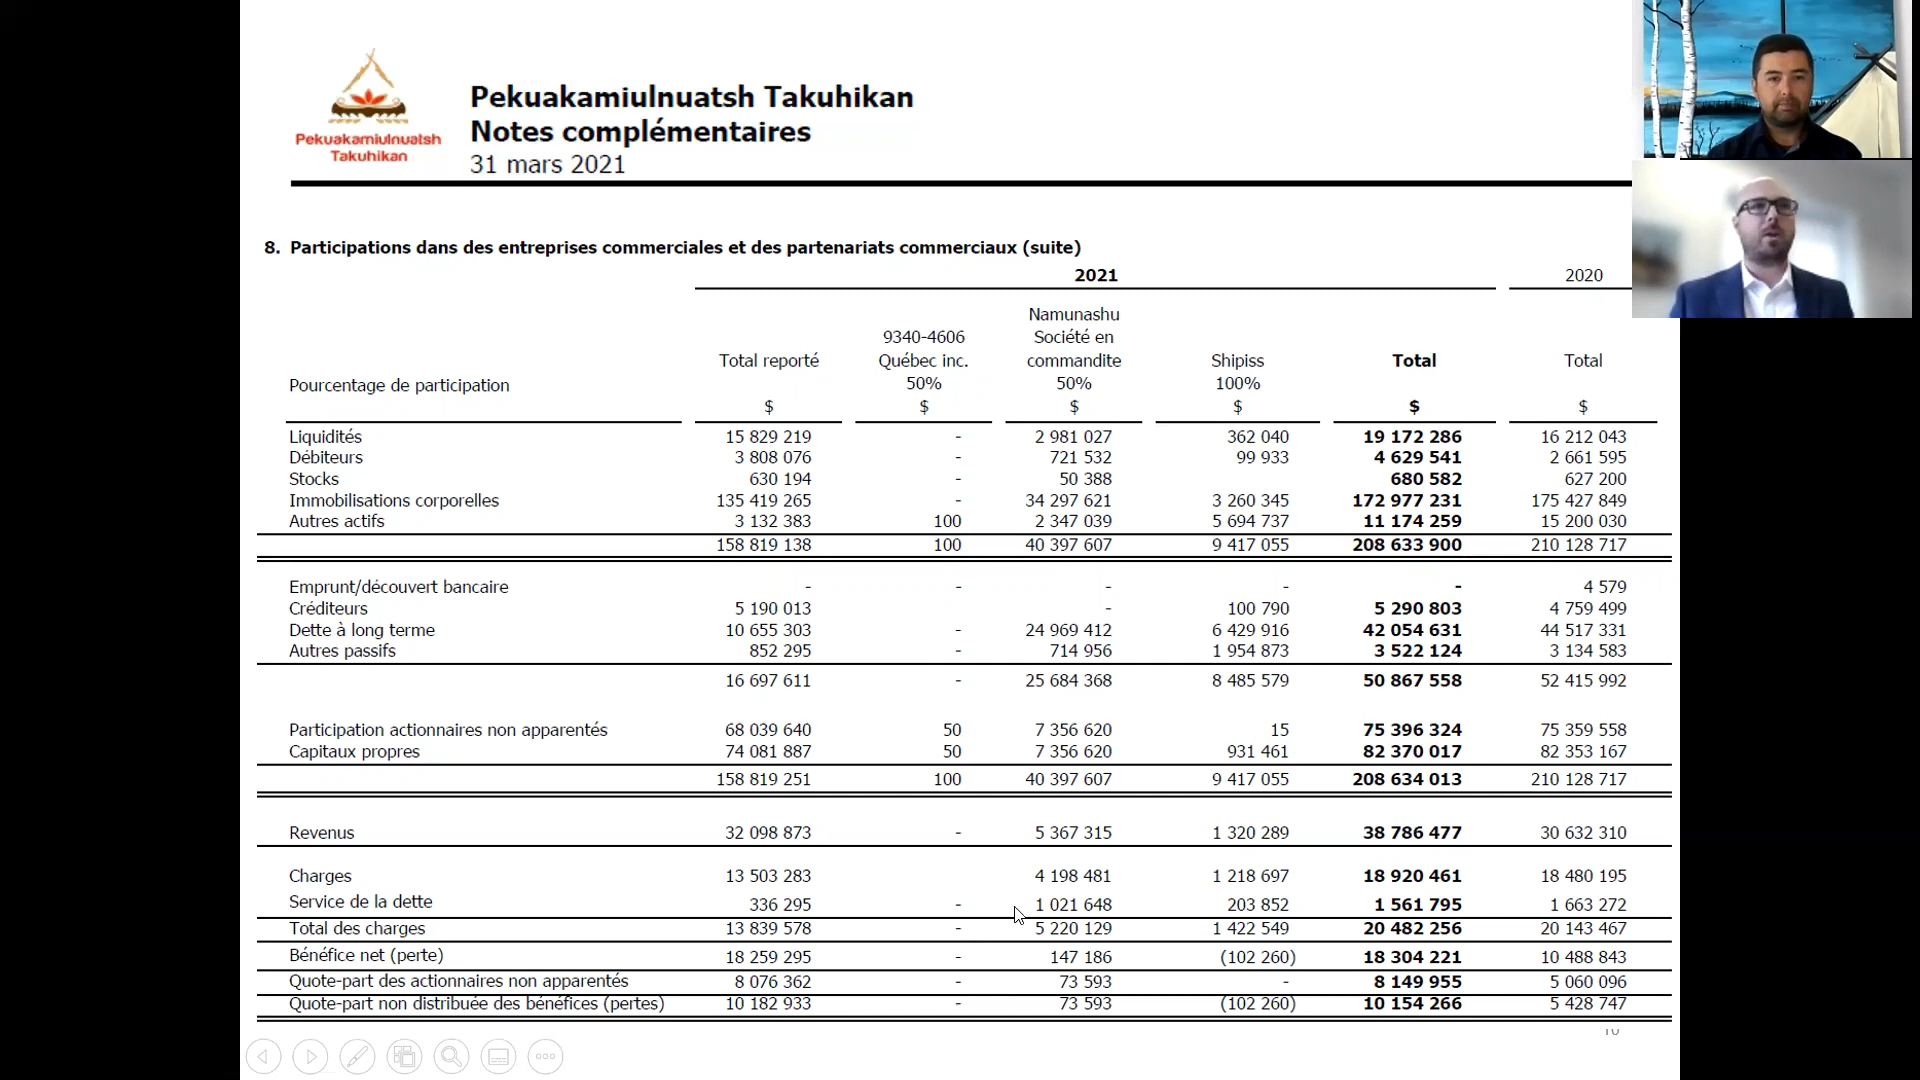 Pekuakamiulnuatsh
Takuhikan
Pekuakamiulnuatsh Takuhikan
Notes complémentaires
31 mars 2021
8. Participations dans des entreprises commerciales et des partenariats commerciaux (suite)
2021 2020
Pourcentage de participation
Total reporté
$
9340-4606
Québec inc.
50%
$
Namunashu
Société en
commandite
50%
$
Shipiss
100%
$
Total
$
Total
$
Liquidités 15 829 219 - 2 981 027 362 040 19 172 286 16 212 043
Débiteurs 3 808 076 - 721 532 99 933 4 629 541 2 661 595
Stocks 630 194 - 50 388 680 582 627 200
Immobilisations corporelles 135 419 265 - 34 297 621 3 260 345 172 977 231 175 427 849
Autres actifs 3 132 383 100 2 347 039 5 694 737 11 174 259 15 200 030
158 819 138 100 40 397 607 9 417 055 208 633 900 210 128 717
Emprunt/découvert bancaire - - - - - 4 579
Créditeurs 5 190 013 - 100 790 5 290 803 4 759 499
Dette à long terme 10 655 303 - 24 969 412 6 429 916 42 054 631 44 517 331
Autres passifs 852 295 - 714 956 1 954 873 3 522 124 3 134 583
16 697 611 - 25 684 368 8 485 579 50 867 558 52 415 992
Participation actionnaires non apparentés 68 039 640 50 7 356 620 15 75 396 324 75 359 558
Capitaux propres 74 081 887 50 7 356 620 931 461 82 370 017 82 353 167
158 819 251 100 40 397 607 9 417 055 208 634 013 210 128 717
Revenus 32 098 873 - 5 367 315 1 320 289 38 786 477 30 632 310
Charges 13 503 283 4 198 481 1 218 697 18 920 461 18 480 195
Service de la dette 336 295 - 1 021 648 203 852 1 561 795 1 663 272
Total des charges 13 839 578 - 5 220 129 1 422 549 20 482 256 20 143 467
Bénéfice net (perte) 18 259 295 - 147 186 (102 260) 18 304 221 10 488 843
Quote-part des actionnaires non apparentés 8 076 362 - 73 593 - 8 149 955 5 060 096
Quote-part non distribuée des bénéfices (pertes) 10 182 933 - 73 593 (102 260) 10 154 266 5 428 747